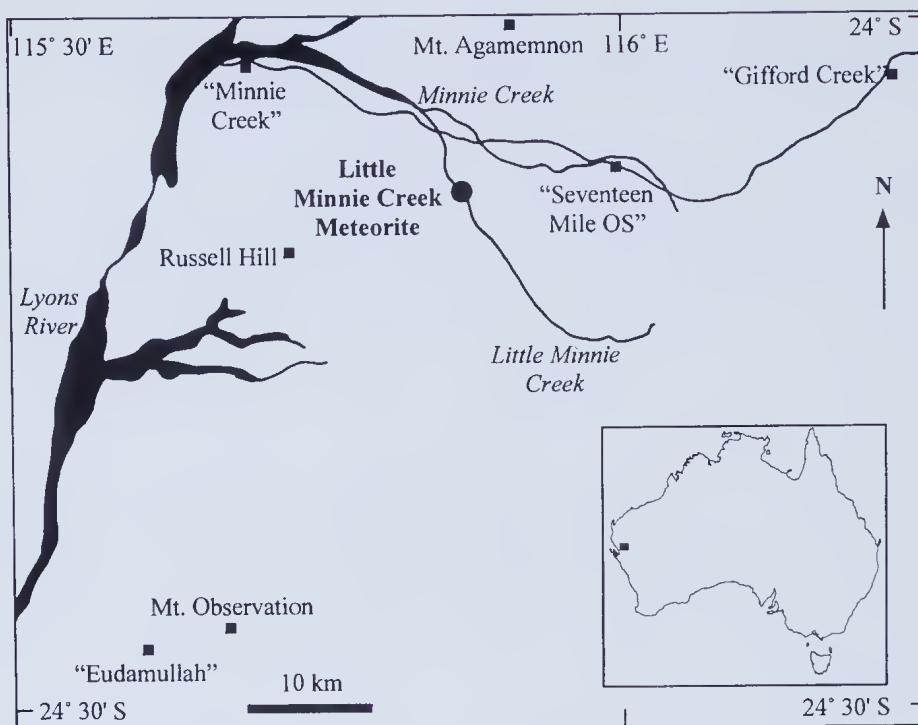 115° 30' E
Mt. Agamemnon
116° E
24° S
"Minnie
Creek"
Minnie Creek
"Gifford Creek"
Little
Minnie Creek
Meteorite
"Seventeen
Mile OS"
N
Russell Hill
Lyons
River
Little Minnie
Creek
Mt. Observation
"Eudamullah"
10 km
24° 30' S
24° 30' S